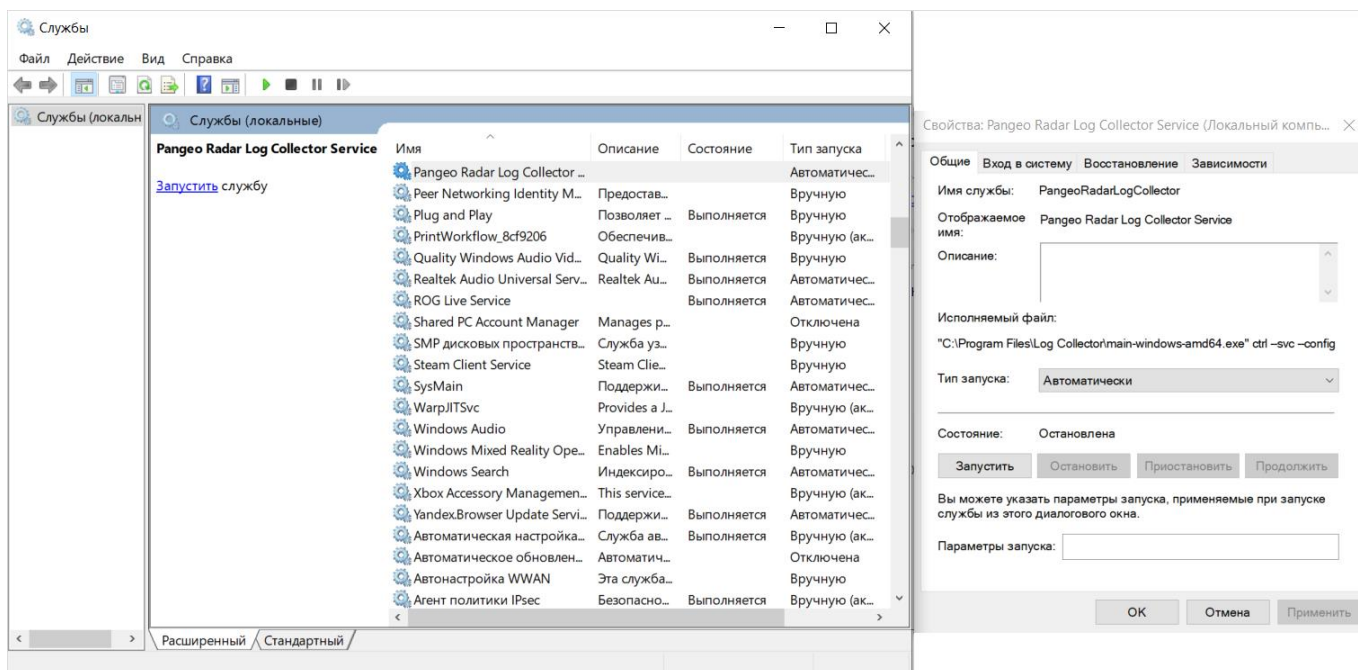 Службы
Файл Действие Вид Справка
Службы (локальн
Службы (локальные)
Pangeo Radar Log Collector Service
Запустить службу
Имя Описание Состояние Тип запуска
Pangeo Radar Log Collector ... Автоматичес...
Peer Networking Identity M... Предостав... Вручную
Plug and Play Позволяет ... Выполняется Вручную
PrintWorkflow_8cf9206 Обеспечив... Вручную (ак...
Quality Windows Audio Vid... Quality Wi... Выполняется Вручную
Realtek Audio Universal Serv... Realtek Au... Выполняется Автоматичес...
ROG Live Service Выполняется Автоматичес...
Shared PC Account Manager Manages p... Отключена
SMP дисковых пространств... Служба уз... Вручную
Steam Client Service Steam Clie... Вручную
SysMain Поддержи... Выполняется Автоматичес...
WarpJITSvc Provides a J... Вручную (ак...
Windows Audio Управлени... Выполняется Автоматичес...
Windows Mixed Reality Ope... Enables Mi... Вручную
Windows Search Индексиро... Выполняется Автоматичес...
Xbox Accessory Managemen... This service... Вручную (ак...
Yandex.Browser Update Servi... Поддержи... Выполняется Автоматичес...
Автоматическая настройка... Служба ав... Выполняется Вручную (ак...
Автоматическое обновлен... Автоматич... Отключена
Автонастройка WWAN Эта служба... Вручную
Агент политики IPsec Безопасно... Выполняется Вручную (ак...
Расширенный Стандартный
Свойства: Pangeo Radar Log Collector Service (Локальный компь...
Общие Вход в систему Восстановление Зависимости
Имя службы: PangeoRadarLogCollector
Отображаемое
имя: Pangeo Radar Log Collector Service
Описание:
Исполняемый файл:
"C:\Program Files\Log Collector\main-windows-amd64.exe" ctrl –svc –config
Тип запуска: Автоматически
Состояние: Остановлена
Запустить Остановить Приостановить Продолжить
Вы можете указать параметры запуска, применяемые при запуске
службы из этого диалогового окна.
Параметры запуска:
OK Отмена Применить